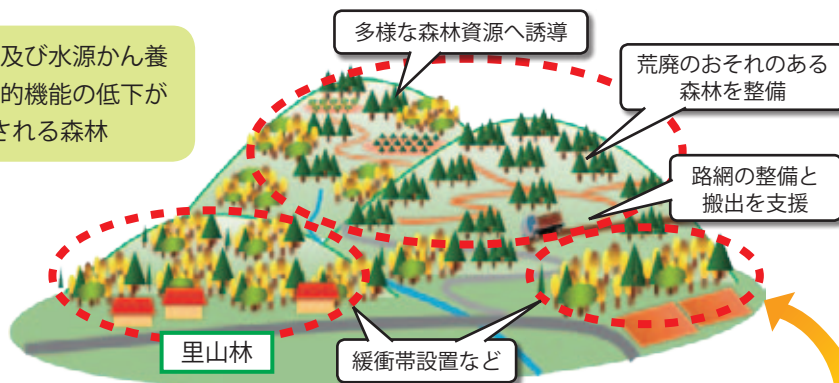 及び水源かん養
的機能の低下が
される森林
多様な森林資源へ誘導
荒廃のおそれのある
森林を整備
路網の整備と
搬出を支援
里山林
緩衝帯設置など